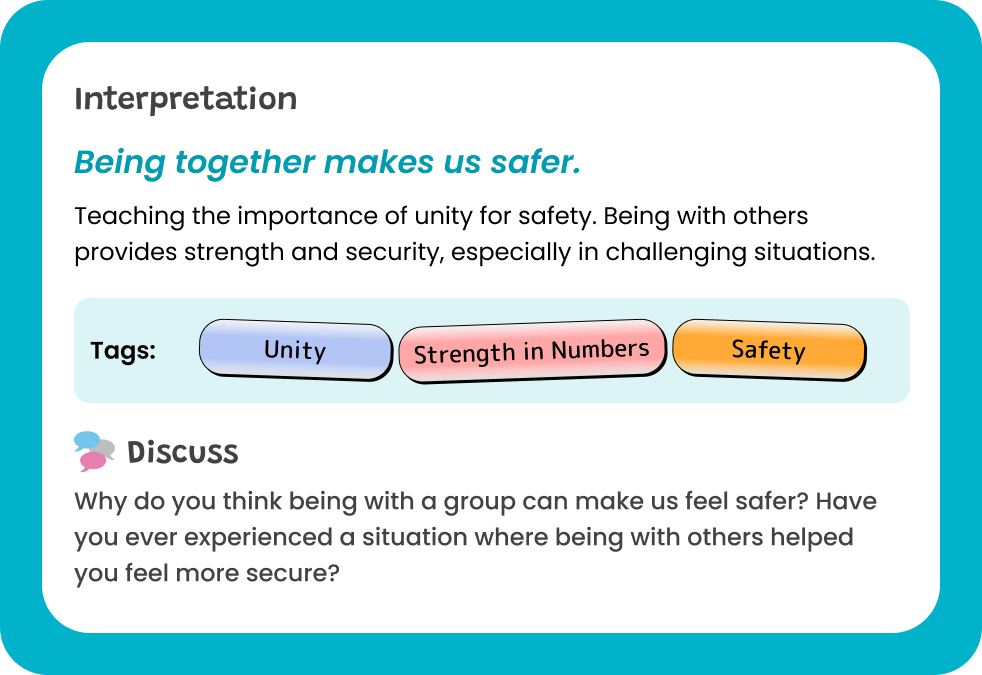 Interpretation
Being together makes us safer.
Teaching the importance of unity for safety. Being with others
provides strength and security, especially in challenging situations.
Tags: Unity Strength in Numbers Safety
Discuss
Why do you think being with a group can make us feel safer? Have
you ever experienced a situation where being with others helped
you feel more secure?